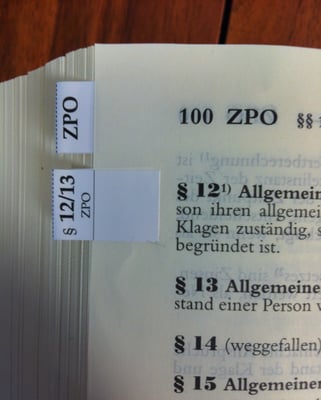 ZPO
§ 12/13
ZPO
100 ZPO §§
§ 12¹⁾ Allgemein
son ihren allgemei
Klagen zuständig, s
begründet ist.
§ 13 Allgemeine
stand einer Person
§ 14 (weggefallen)
§ 15 Allgemeiner